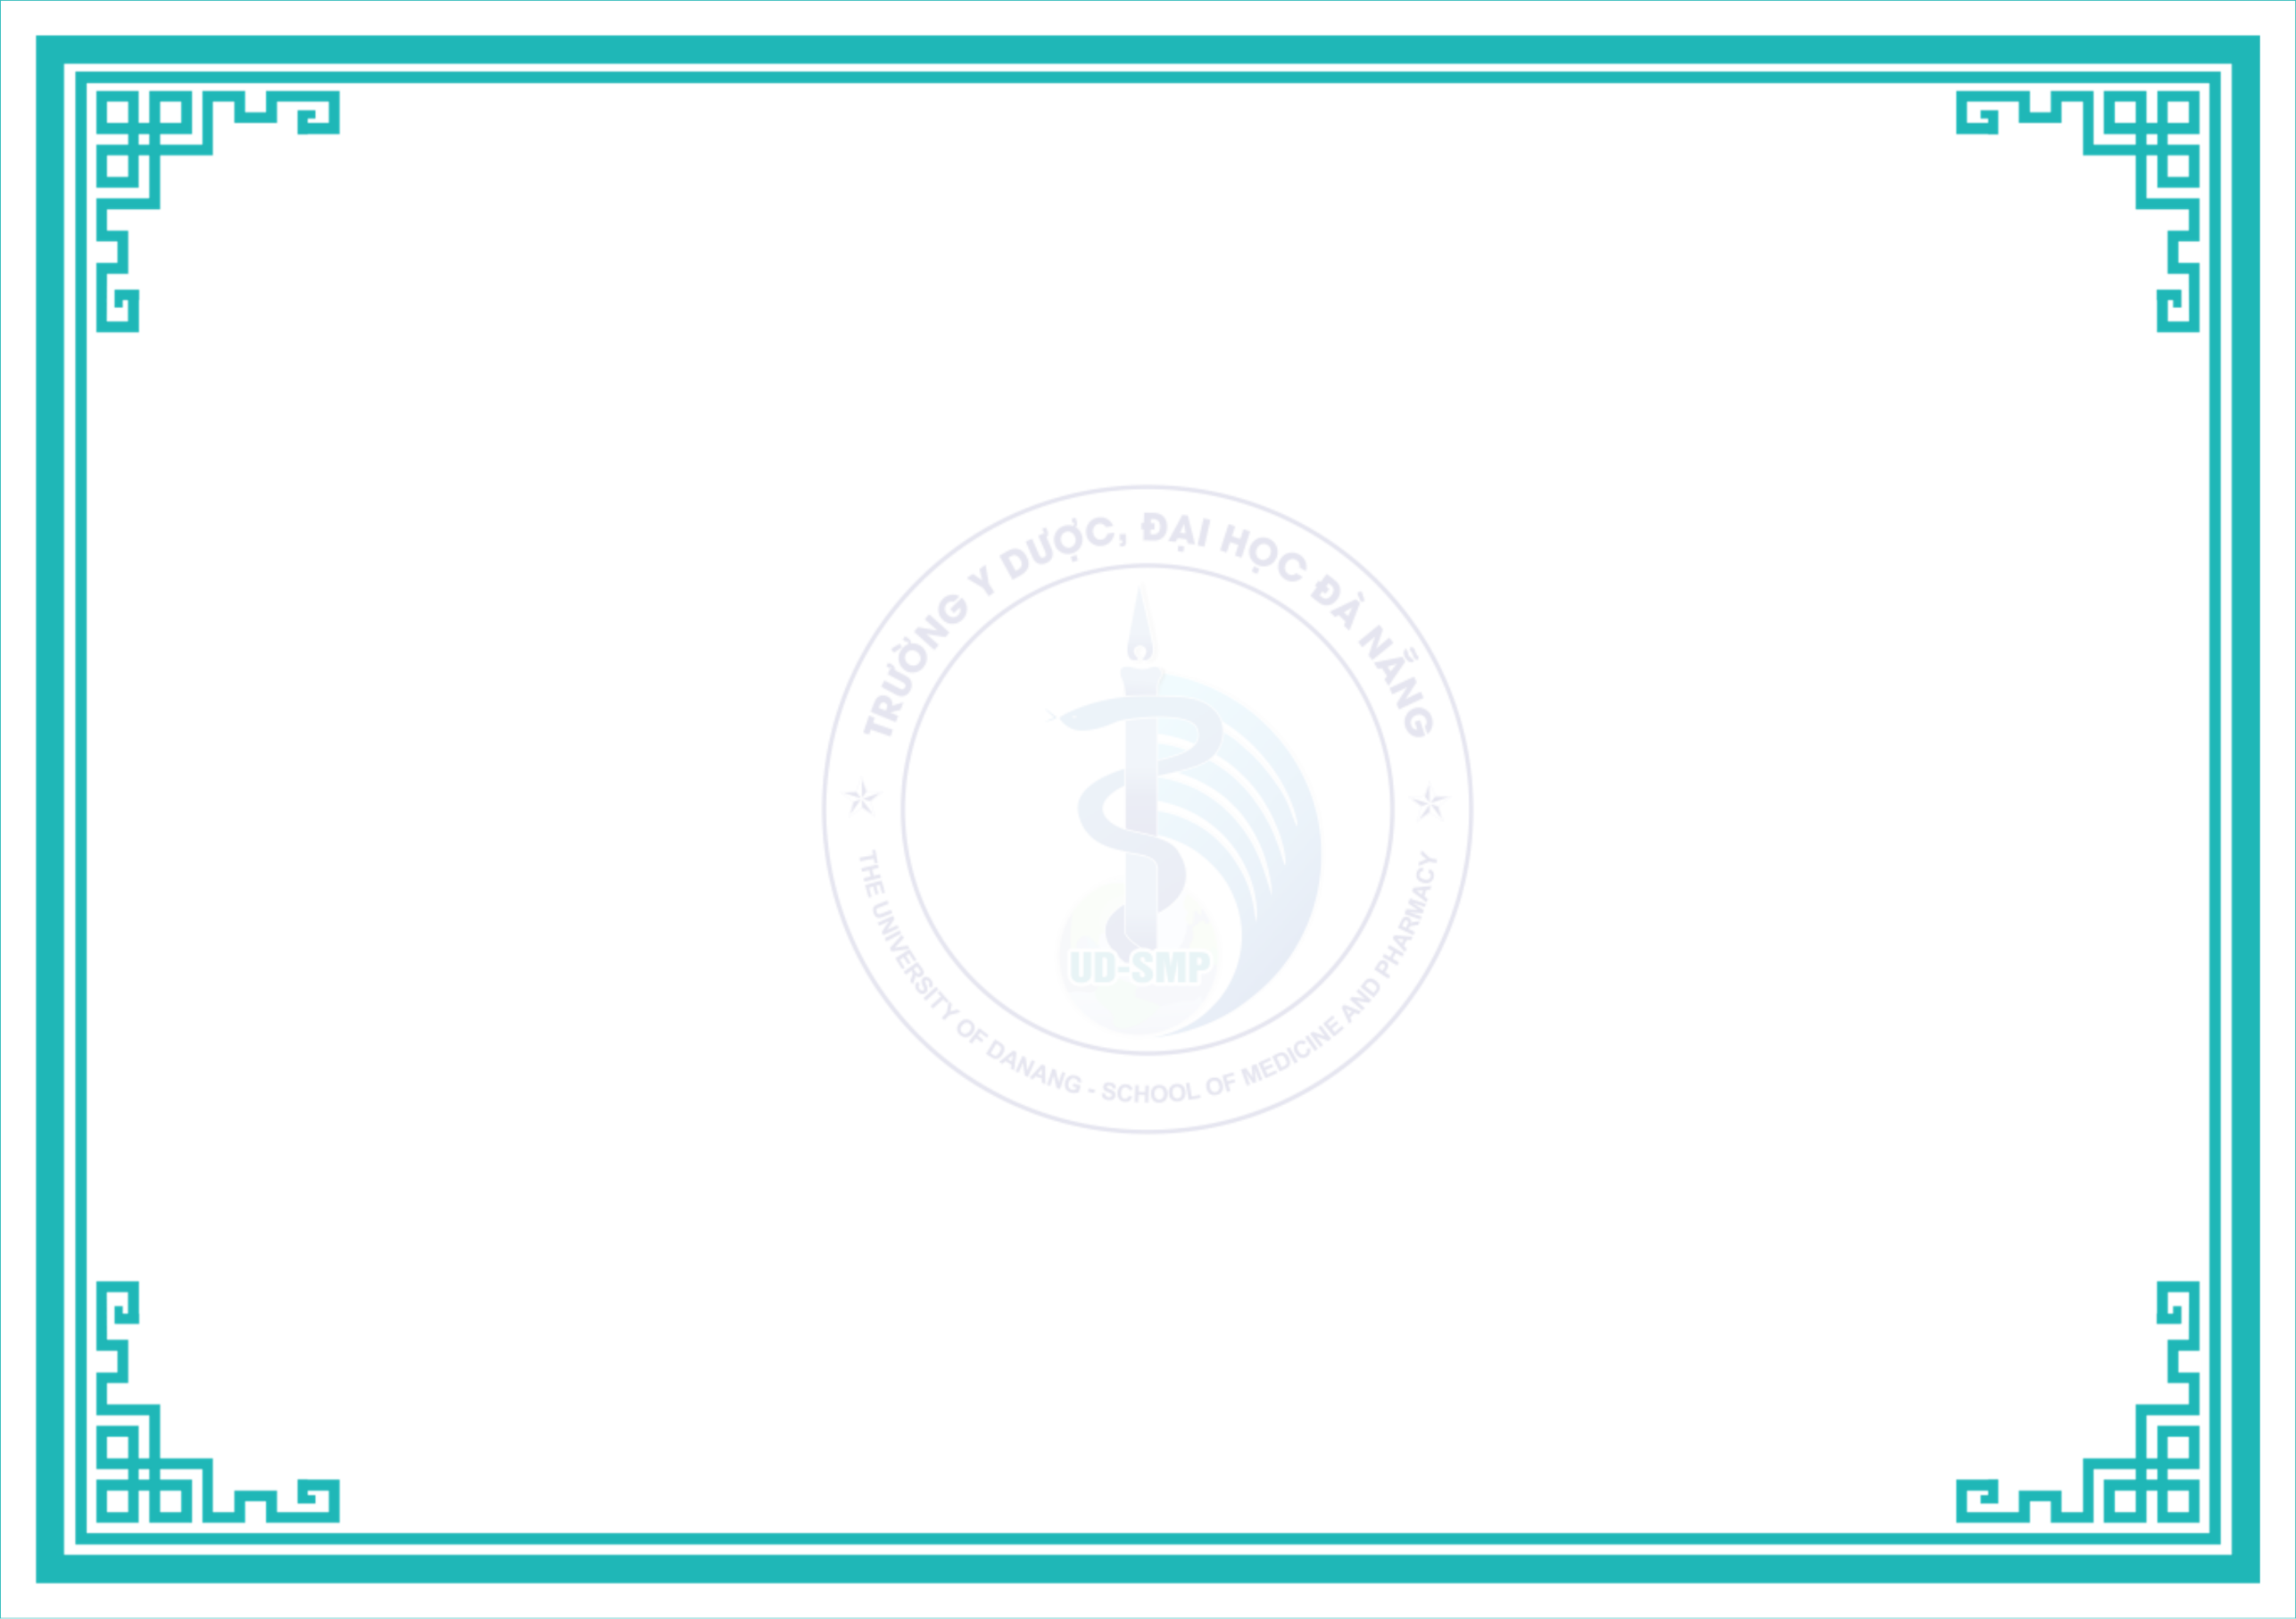 TRƯỜNG Y DƯỢC, ĐẠI HỌC ĐÀ NẴNG
UD-SMP
THE UNIVERSITY OF DANANG - SCHOOL OF MEDICINE AND PHARMACY